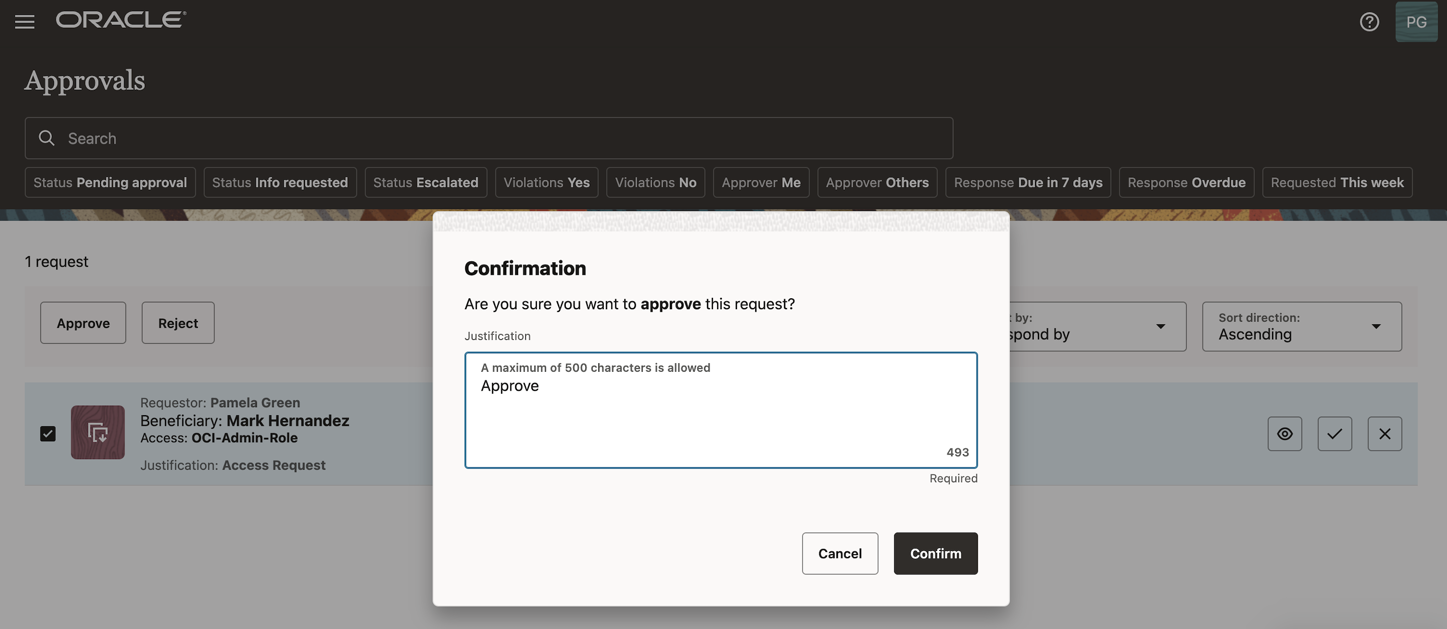 ORACLE
PG
Approvals
Search
Status Pending approval
Status Info requested
Status Escalated
Violations Yes
Violations No
Approver Me
Approver Others
Response Due in 7 days
Response Overdue
Requested This week
1 request
Approve
Reject
by:
spond by
Sort direction:
Ascending
Requestor: Pamela Green
Beneficiary: Mark Hernandez
Access: OCI-Admin-Role
Justification: Access Request
Confirmation
Are you sure you want to approve this request?
Justification
A maximum of 500 characters is allowed
Approve
493
Required
Cancel
Confirm